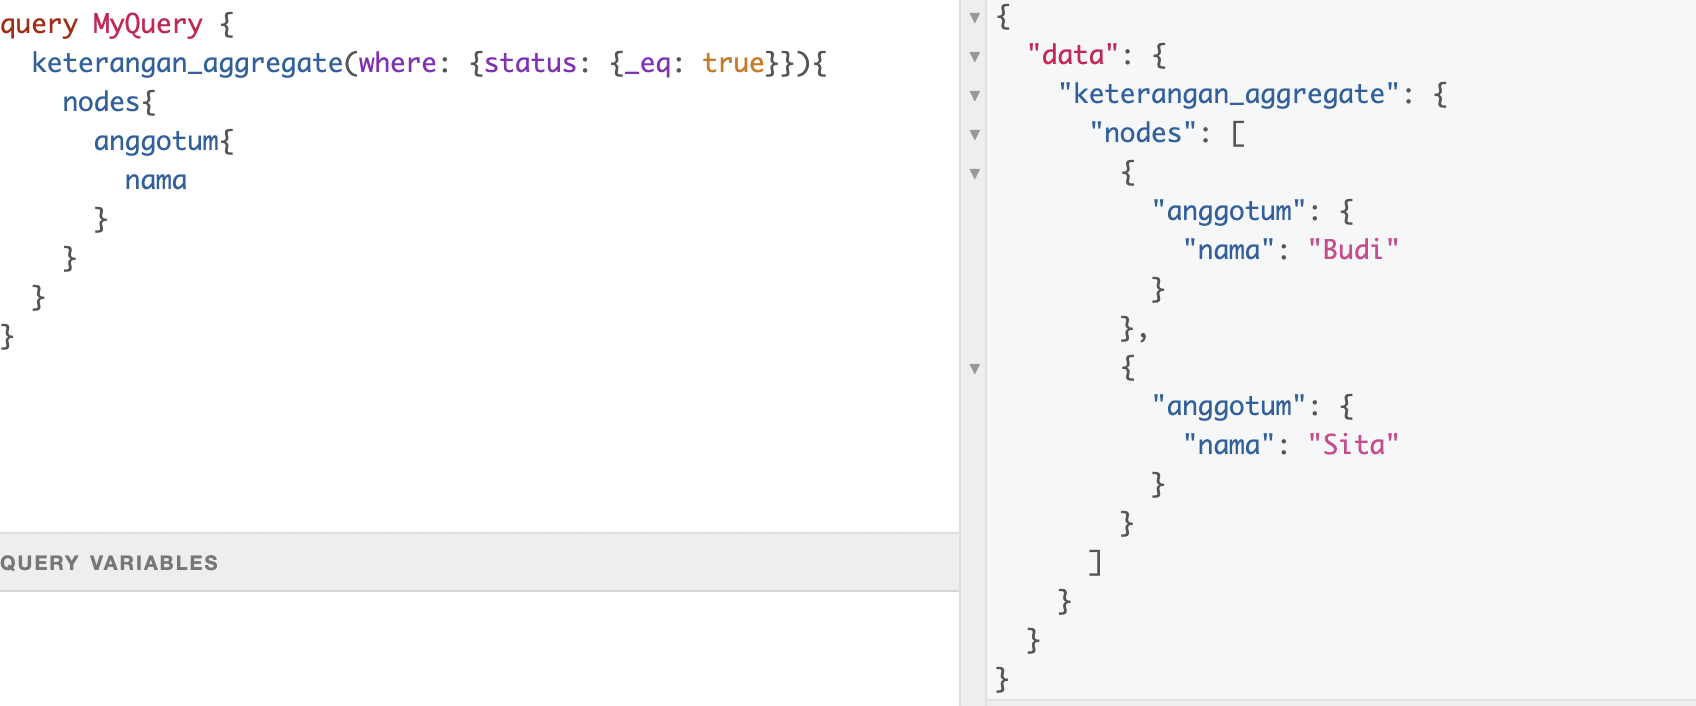 query MyQuery {
  keterangan_aggregate(where: {status: {_eq: true}}){
    nodes{
      anggotum{
        nama
      }
    }
  }
}
QUERY VARIABLES
{
  "data": {
    "keterangan_aggregate": {
      "nodes": [
        {
          "anggotum": {
            "nama": "Budi"
          }
        },
        {
          "anggotum": {
            "nama": "Sita"
          }
        }
      ]
    }
  }
}